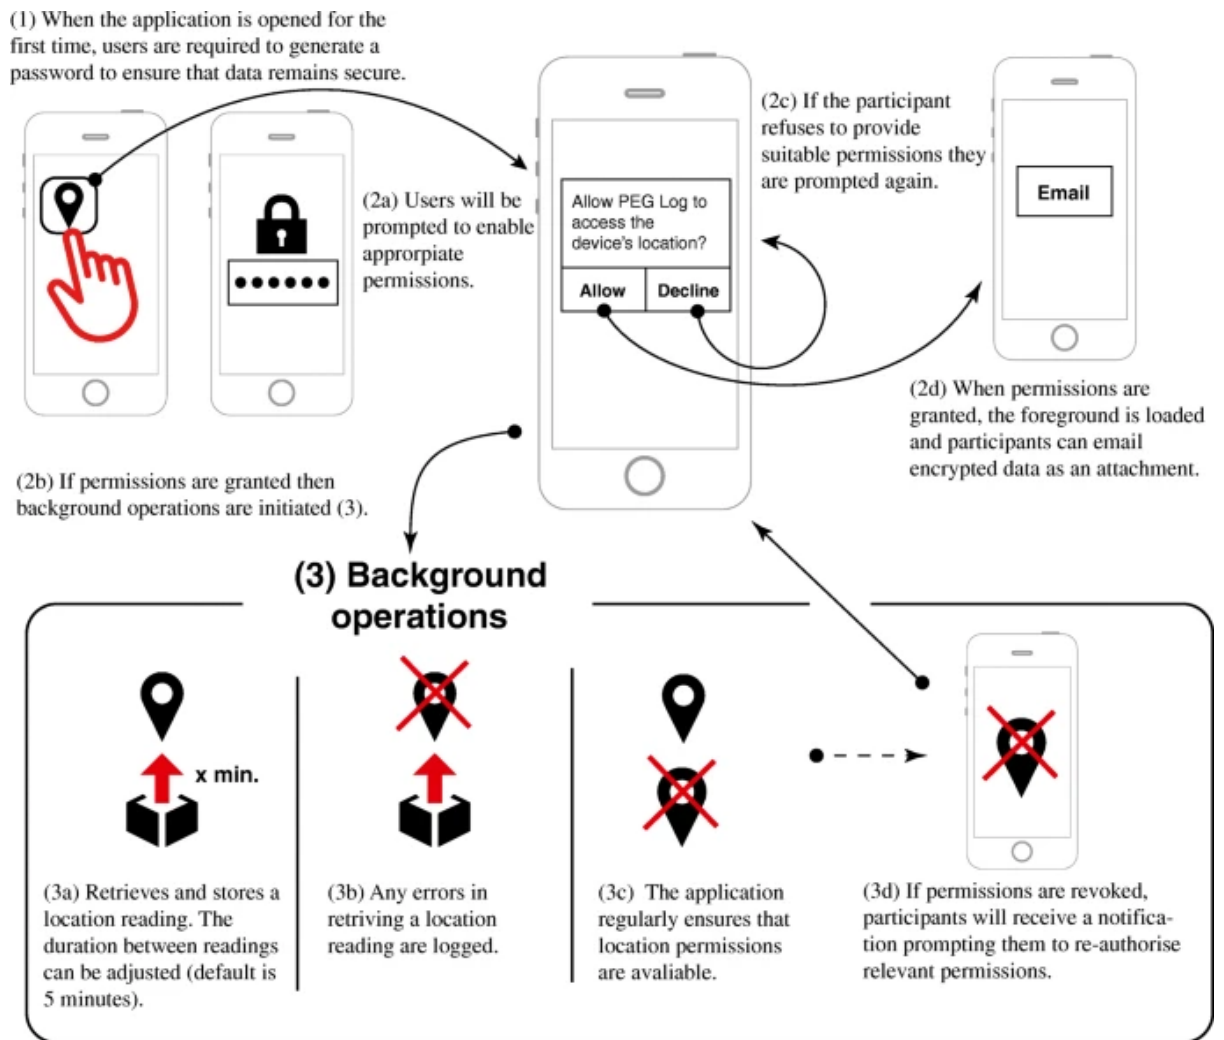 (1) When the application is opened for the
first time, users are required to generate a
password to ensure that data remains secure.
(2a) Users will be
prompted to enable
approrpiate
permissions.
Allow PEG Log to
access the
device's location?
Allow
Decline
(2c) If the participant
refuses to provide
suitable permissions they
are prompted again.
Email
(2d) When permissions are
granted, the foreground is loaded
and participants can email
encrypted data as an attachment.
(2b) If permissions are granted then
background operations are initiated (3).
(3) Background
operations
x min.
(3a) Retrieves and stores a
location reading. The
duration between readings
can be adjusted (default is
5 minutes).
(3b) Any errors in
retriving a location
reading are logged.
(3c) The application
regularly ensures that
location permissions
are avaliable.
(3d) If permissions are revoked,
participants will receive a notifica-
tion prompting them to re-authorise
relevant permissions.